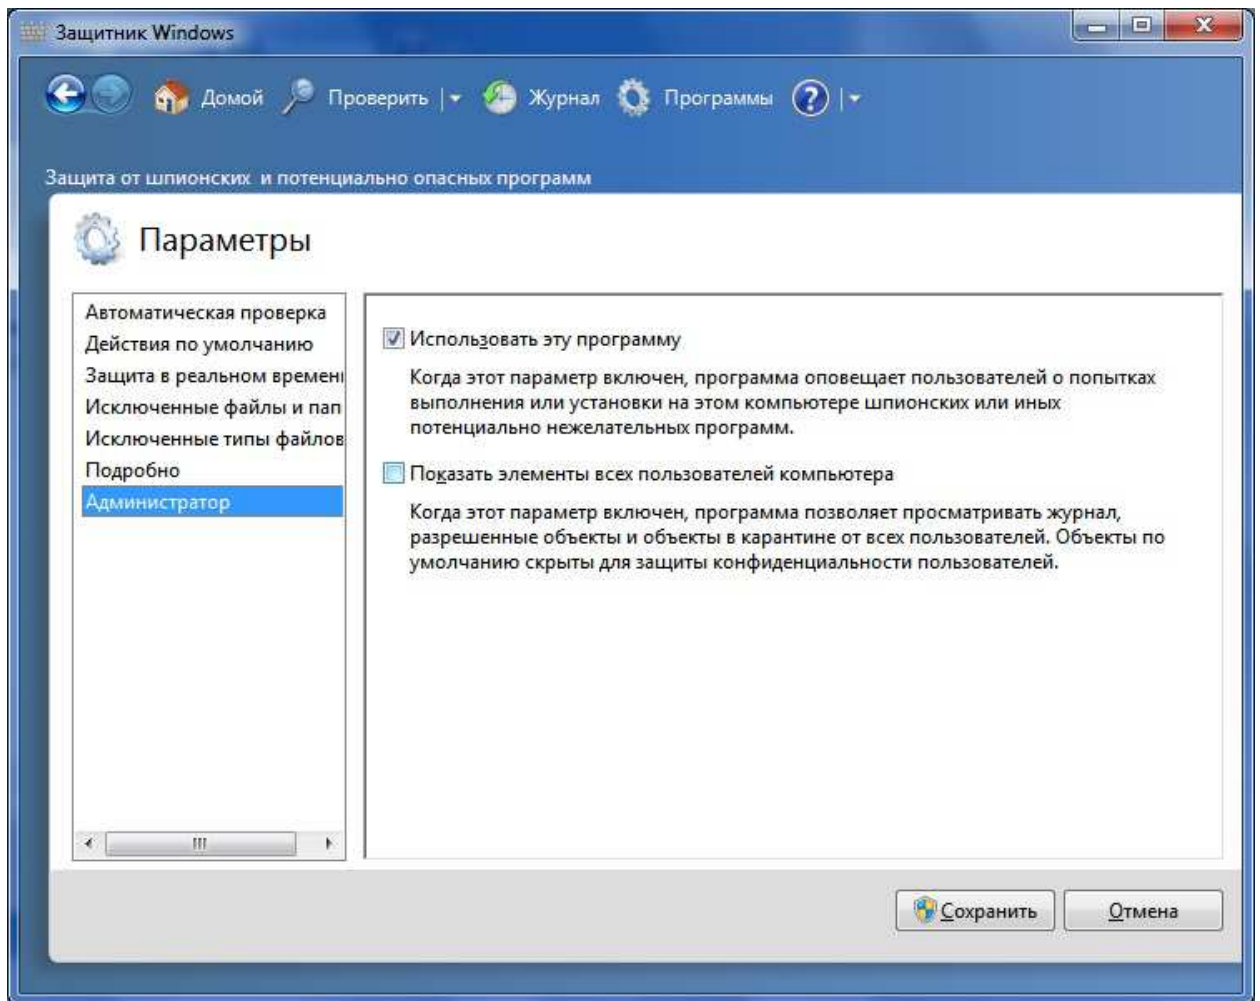 Защитник Windows
Домой Проверить Журнал Программы ?
Защита от шпионских и потенциально опасных программ
Параметры
Автоматическая проверка
Действия по умолчанию
Защита в реальном времени
Исключенные файлы и пап
Исключенные типы файлов
Подробно
Администратор
Использовать эту программу
Когда этот параметр включен, программа оповещает пользователей о попытках
выполнения или установки на этом компьютере шпионских или иных
потенциально нежелательных программ.
Показать элементы всех пользователей компьютера
Когда этот параметр включен, программа позволяет просматривать журнал,
разрешенные объекты и объекты в карантине от всех пользователей. Объекты по
умолчанию скрыты для защиты конфиденциальности пользователей.
Сохранить Отмена